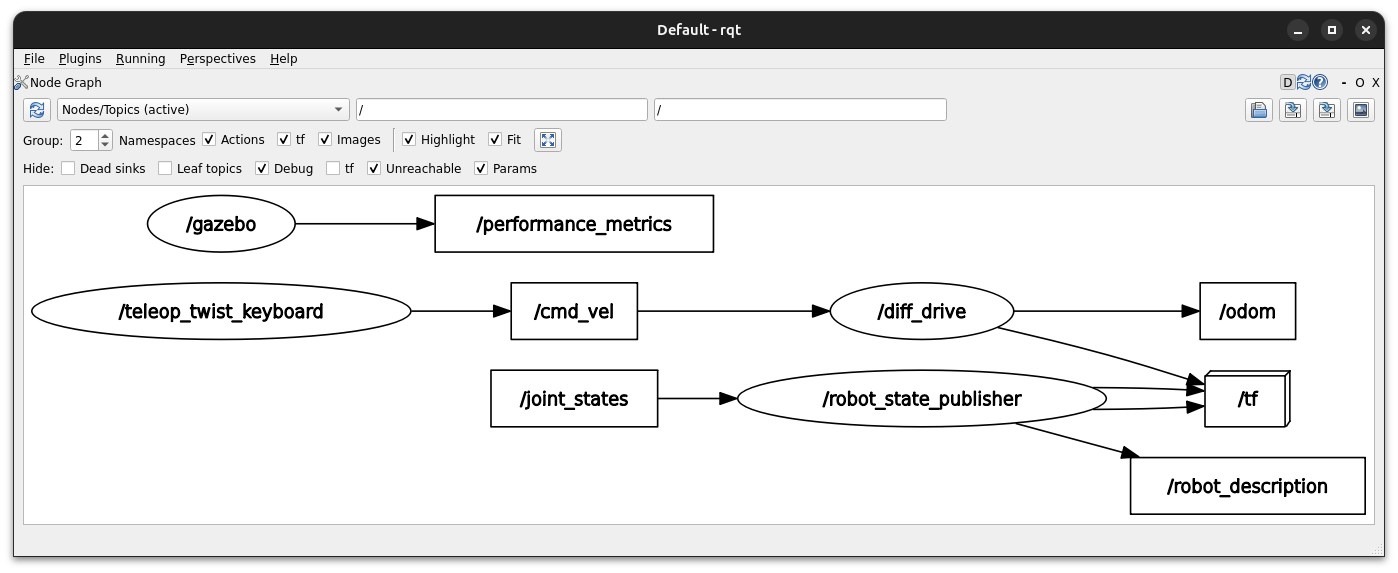 Default - rqt
File Plugins Running Perspectives Help
Node Graph D - O X
Nodes/Topics (active) / /
Group: 2 Namespaces Actions tf Images Highlight Fit
Hide: Dead sinks Leaf topics Debug tf Unreachable Params
/gazebo /performance_metrics
/teleop_twist_keyboard /cmd_vel /diff_drive /odom
/joint_states /robot_state_publisher /tf
/robot_description